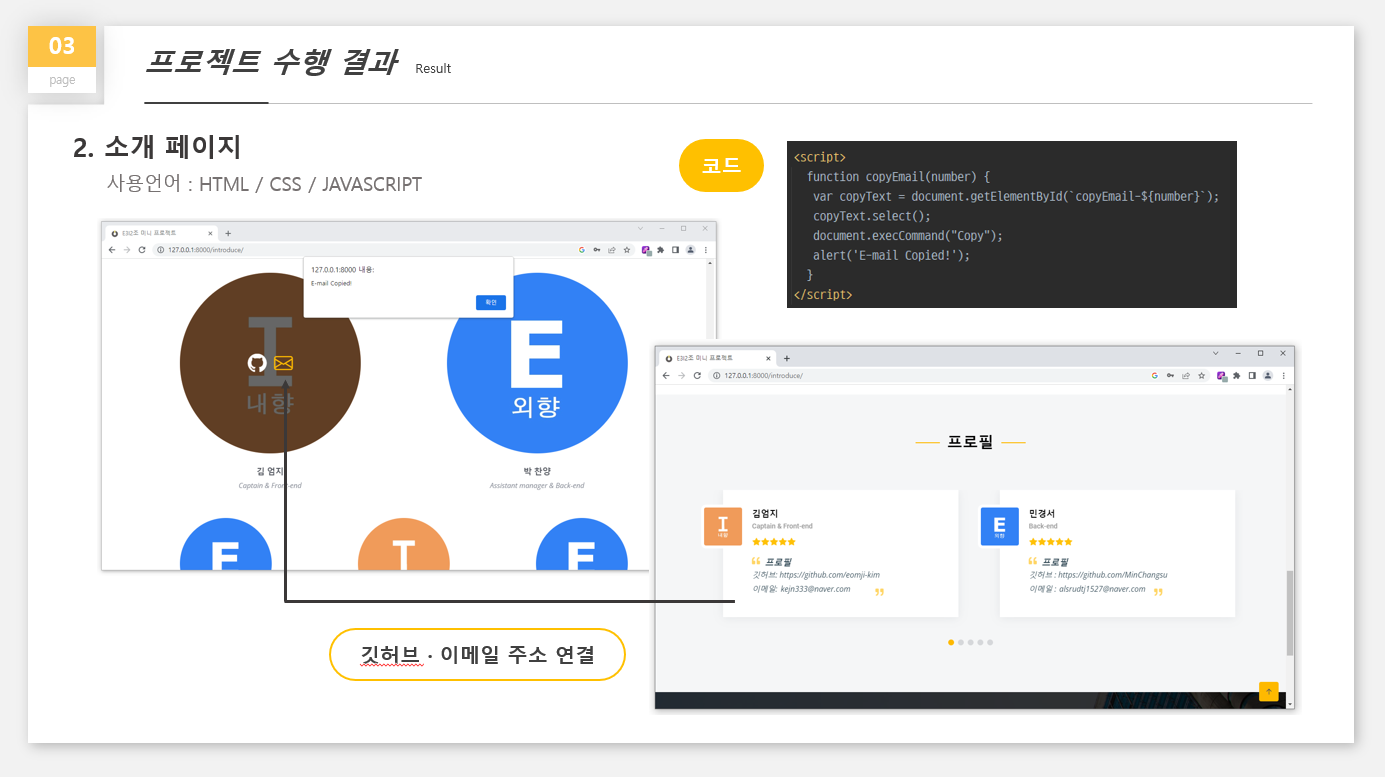 03
page
프로젝트 수행 결과 Result
2. 소개 페이지
사용언어 : HTML / CSS / JAVASCRIPT
코드
<script>
function copyEmail(number) {
var copyText = document.getElementById(`copyEmail-${number}`);
copyText.select();
document.execCommand("Copy");
alert('E-mail Copied!');
}
</script>
E3I2조 미니 프로젝트
127.0.0.1:8000/introduce/
127.0.0.1:8000 내용:
E-mail Copied!
확인
I
내향
E
외향
김 엄지
Captain & Front-end
박 찬양
Assistant manager & Back-end
E3I2조 미니 프로젝트
127.0.0.1:8000/introduce/
프로필
I
내향
김엄지
Captain & Front-end
프로필
깃허브: https://github.com/eomji-kim
이메일: kejn333@naver.com
E
외향
민경서
Back-end
프로필
깃허브 : https://github.com/MinChangsu
이메일 : alsrudtj1527@naver.com
깃허브 · 이메일 주소 연결